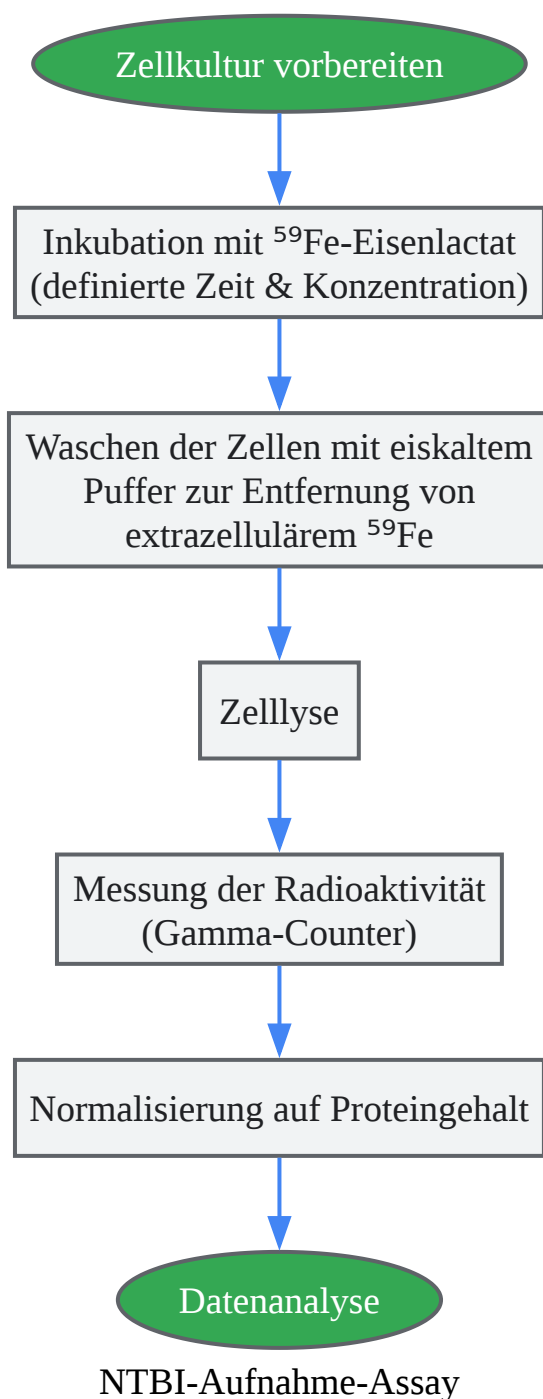 Zellkultur vorbereiten
Inkubation mit ⁵⁹Fe-Eisenlactat
(definierte Zeit & Konzentration)
Waschen der Zellen mit eiskaltem
Puffer zur Entfernung von
extrazellulärem ⁵⁹Fe
Zelllyse
Messung der Radioaktivität
(Gamma-Counter)
Normalisierung auf Proteingehalt
Datenanalyse
NTBI-Aufnahme-Assay